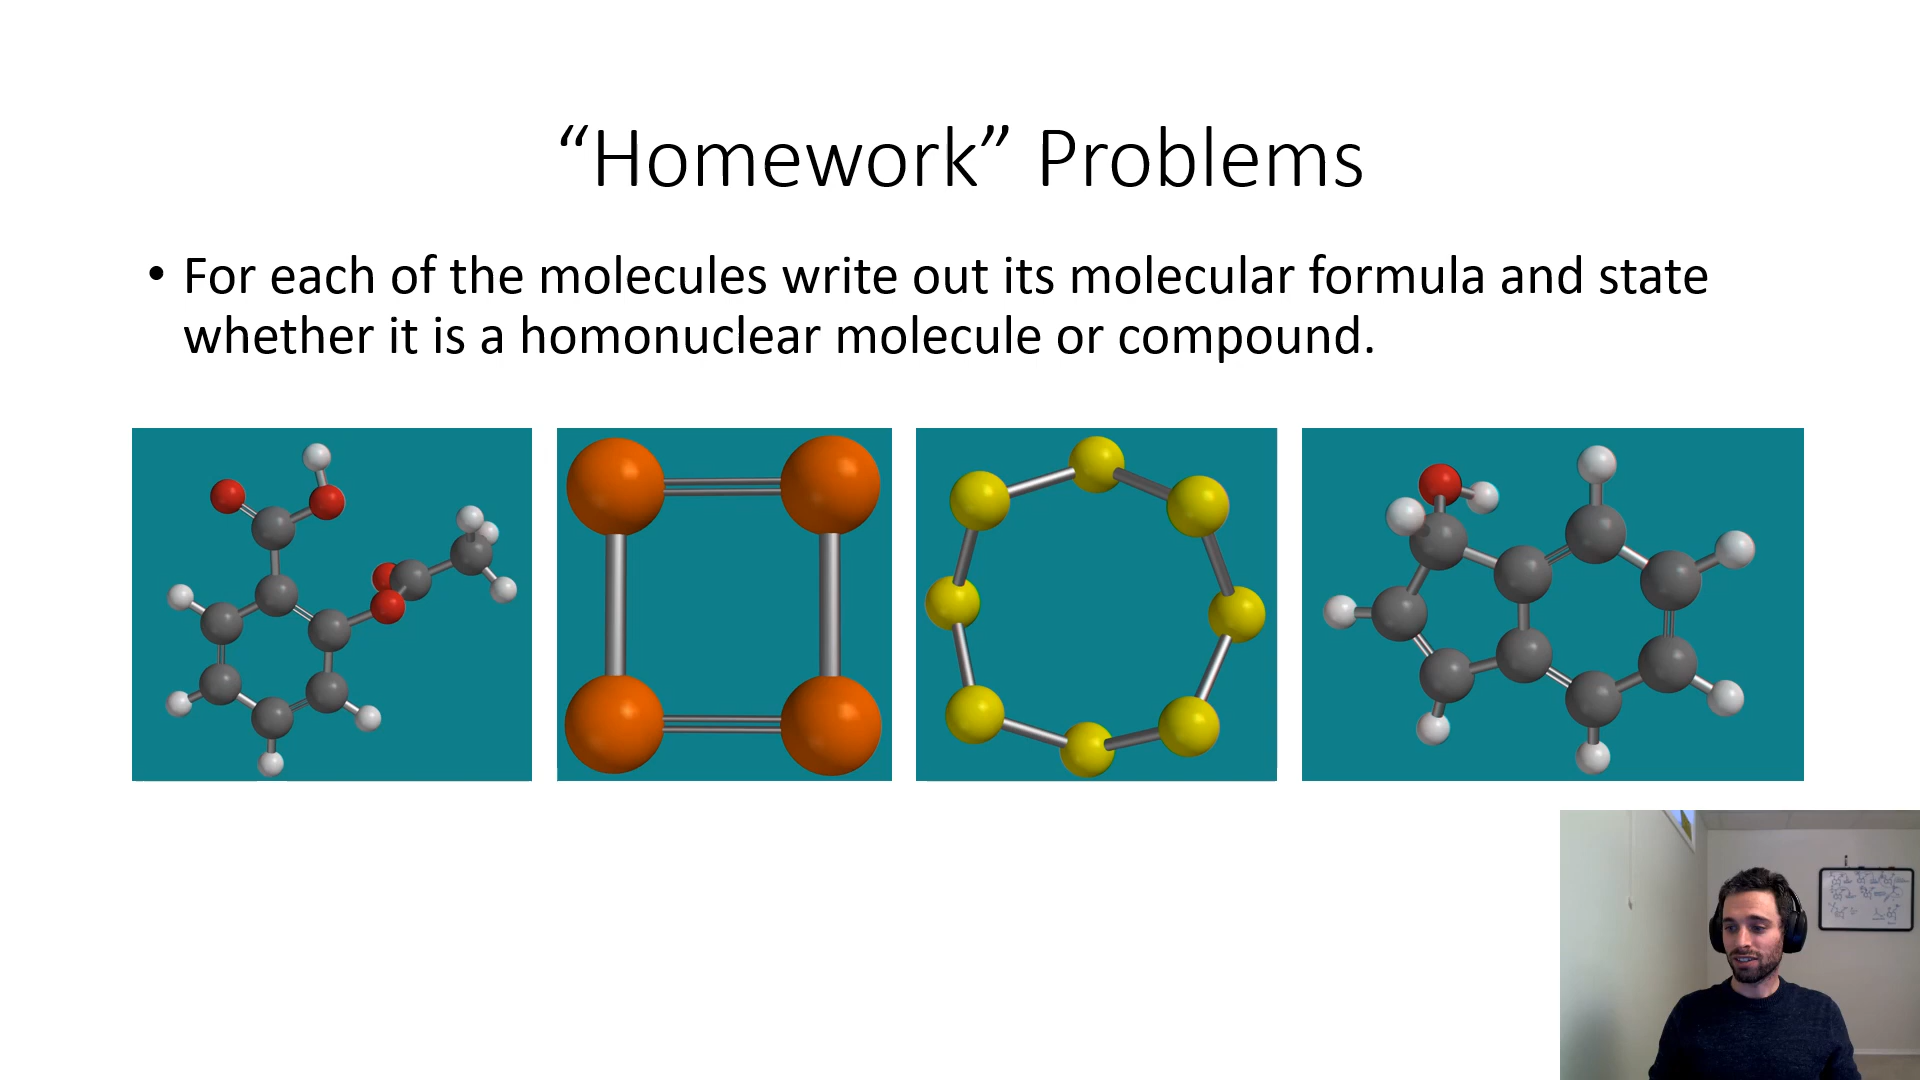 “Homework” Problems
• For each of the molecules write out its molecular formula and state
whether it is a homonuclear molecule or compound.